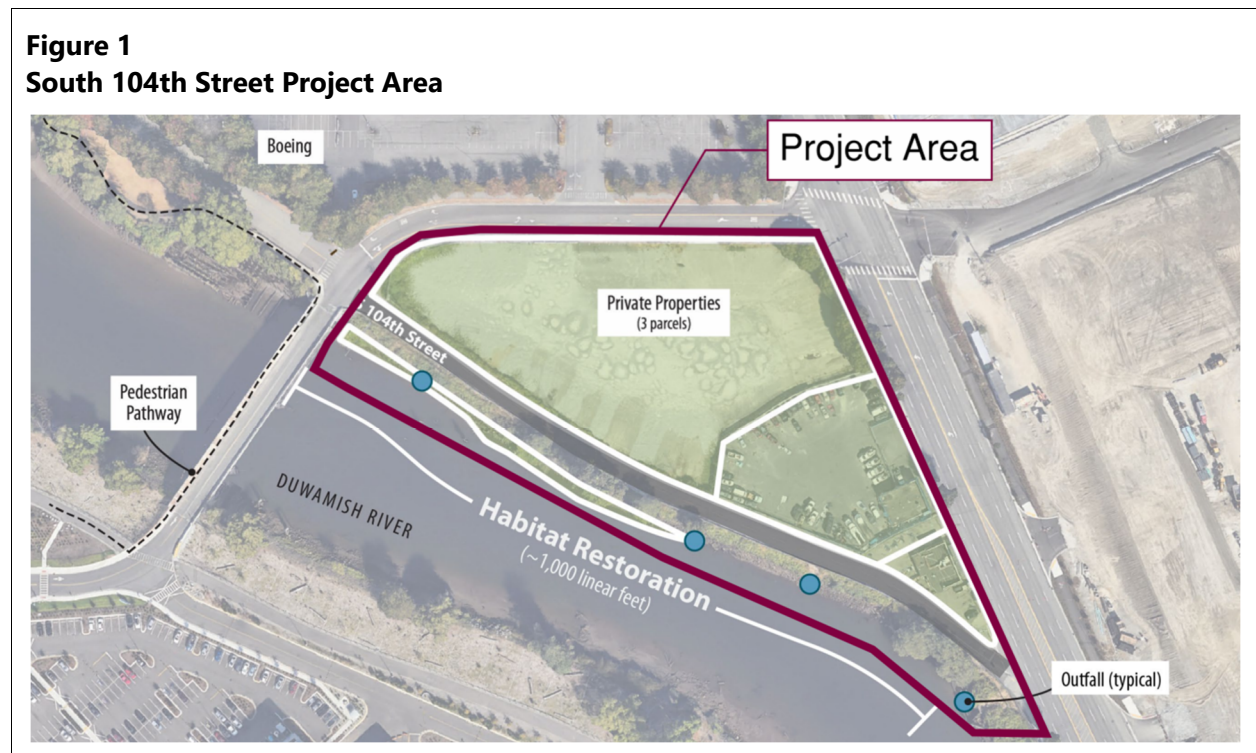 Figure 1
South 104th Street Project Area
Boeing
Project Area
Private Properties
(3 parcels)
S 104th Street
Pedestrian
Pathway
DUWAMISH RIVER
Habitat Restoration
(~1,000 linear feet)
Outfall (typical)